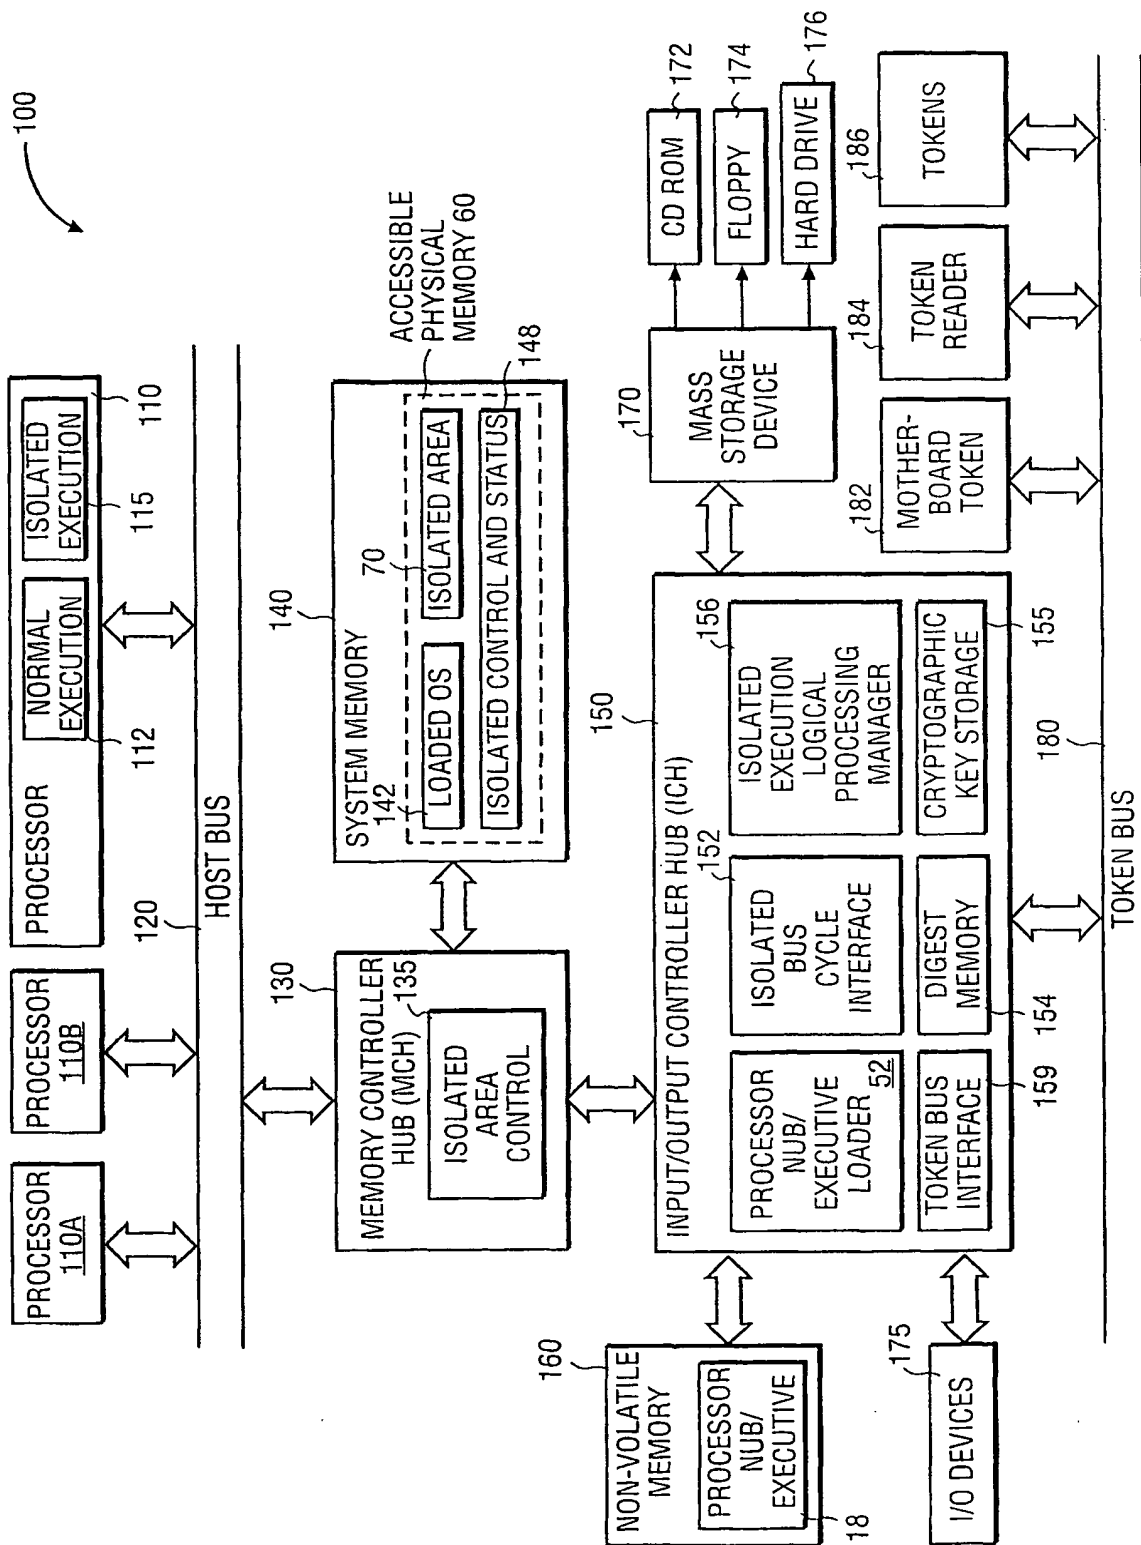 100
PROCESSOR
110A
PROCESSOR
110B
PROCESSOR
NORMAL
EXECUTION
112
ISOLATED
EXECUTION
115
110
120
HOST BUS
130
MEMORY CONTROLLER
HUB (MCH)
135
ISOLATED
AREA
CONTROL
140
SYSTEM MEMORY
142
LOADED OS
70
ISOLATED AREA
ISOLATED CONTROL AND STATUS
148
ACCESSIBLE
PHYSICAL
MEMORY 60
150
INPUT/OUTPUT CONTROLLER HUB (ICH)
PROCESSOR
NUB/
EXECUTIVE
LOADER
52
152
ISOLATED
BUS
CYCLE
INTERFACE
156
ISOLATED
EXECUTION
LOGICAL
PROCESSING
MANAGER
TOKEN BUS
INTERFACE
159
DIGEST
MEMORY
154
CRYPTOGRAPHIC
KEY STORAGE
155
160
NON-VOLATILE
MEMORY
PROCESSOR
NUB/
EXECUTIVE
18
175
I/O DEVICES
170
MASS
STORAGE
DEVICE
CD ROM
172
FLOPPY
174
HARD DRIVE
176
182
MOTHER-
BOARD
TOKEN
184
TOKEN
READER
186
TOKENS
180
TOKEN BUS